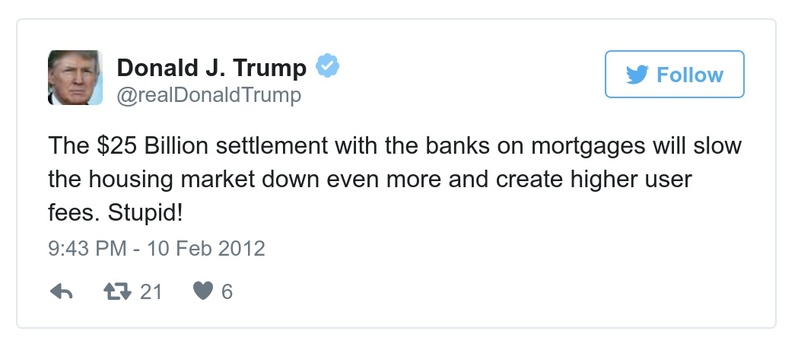 Donald J. Trump
@realDonaldTrump
Follow
The $25 Billion settlement with the banks on mortgages will slow
the housing market down even more and create higher user
fees. Stupid!
9:43 PM - 10 Feb 2012
21 6